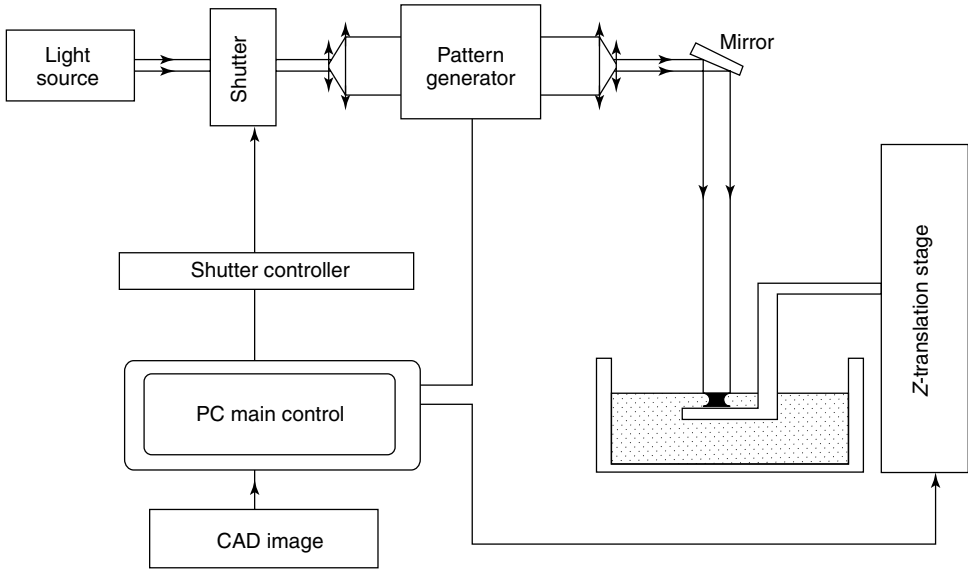 Light
source
Shutter
Pattern
generator
Mirror
Shutter controller
Z-translation stage
PC main control
CAD image